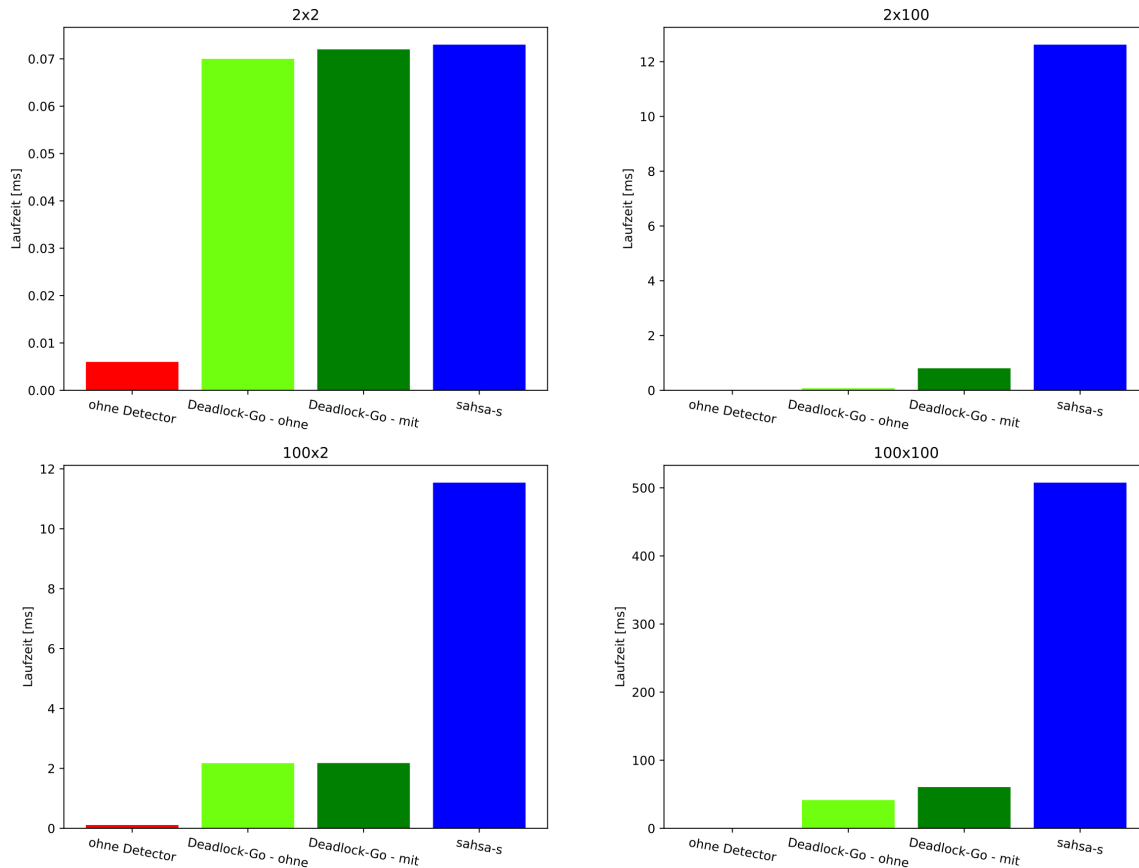 2x2
Laufzeit [ms]
0.07
0.06
0.05
0.04
0.03
0.02
0.01
0.00
ohne Detector
Deadlock-Go - ohne
Deadlock-Go - mit
sahsa-s
2x100
Laufzeit [ms]
12
10
8
6
4
2
0
ohne Detector
Deadlock-Go - ohne
Deadlock-Go - mit
sahsa-s
100x2
Laufzeit [ms]
12
10
8
6
4
2
0
ohne Detector
Deadlock-Go - ohne
Deadlock-Go - mit
sahsa-s
100x100
Laufzeit [ms]
500
400
300
200
100
0
ohne Detector
Deadlock-Go - ohne
Deadlock-Go - mit
sahsa-s